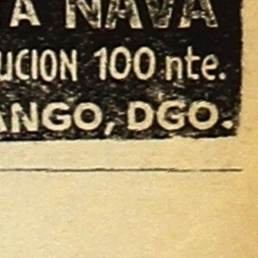 A NAVA
UCION 100 nte.
ANGO, DGO.